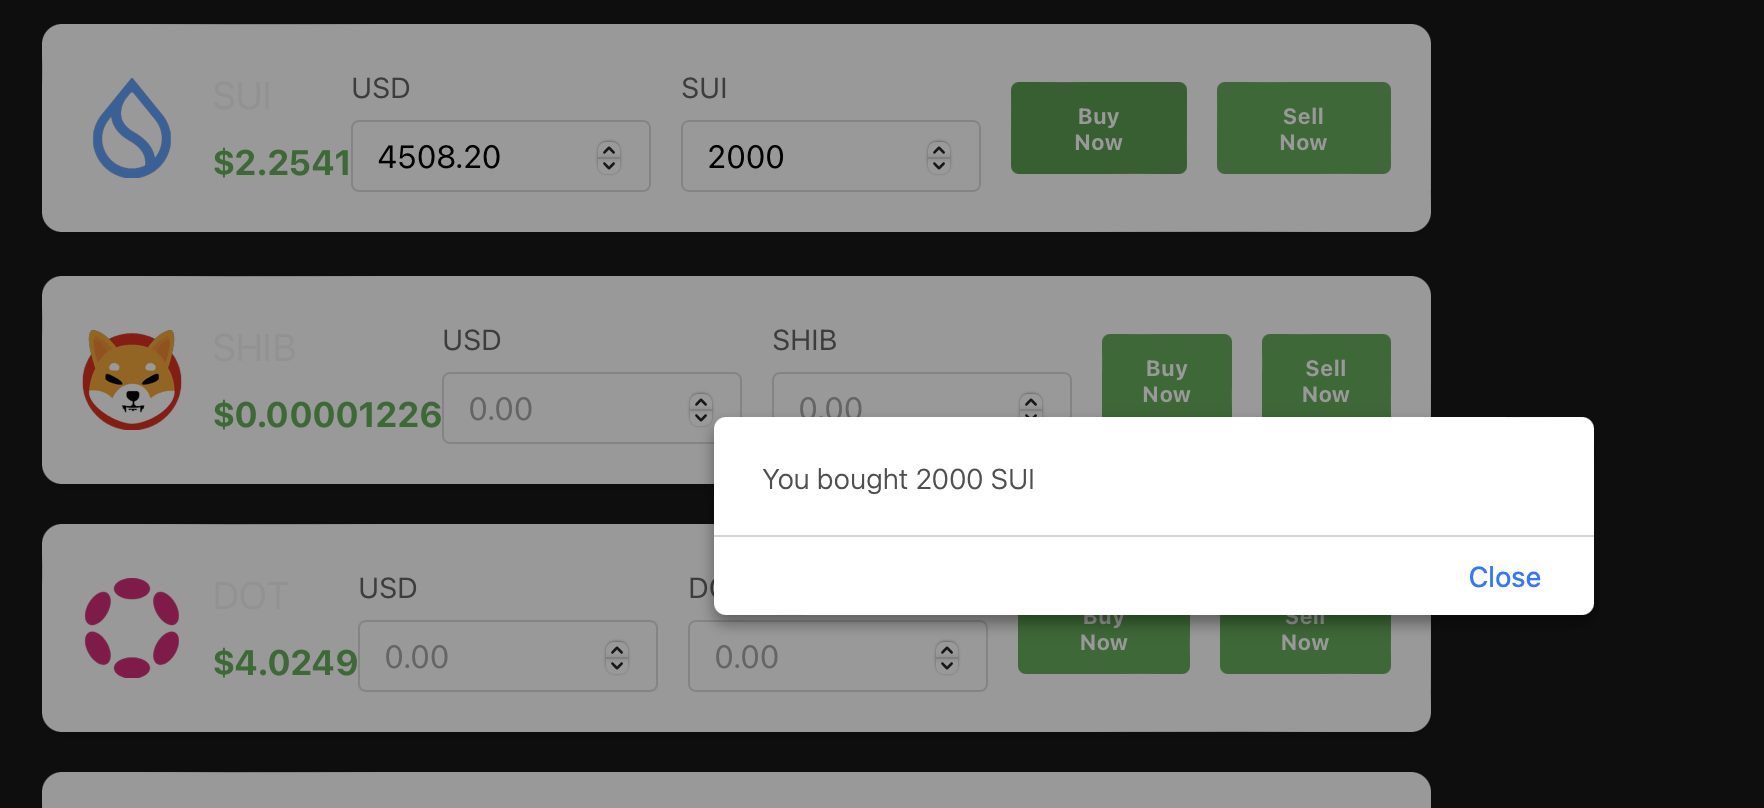 SUI
$2.2541
USD
4508.20
SUI
2000
Buy
Now
Sell
Now
SHIB
$0.00001226
USD
0.00
SHIB
0.00
Buy
Now
Sell
Now
You bought 2000 SUI
Close
DOT
$4.0249
USD
0.00
0.00
Buy
Now
Sell
Now